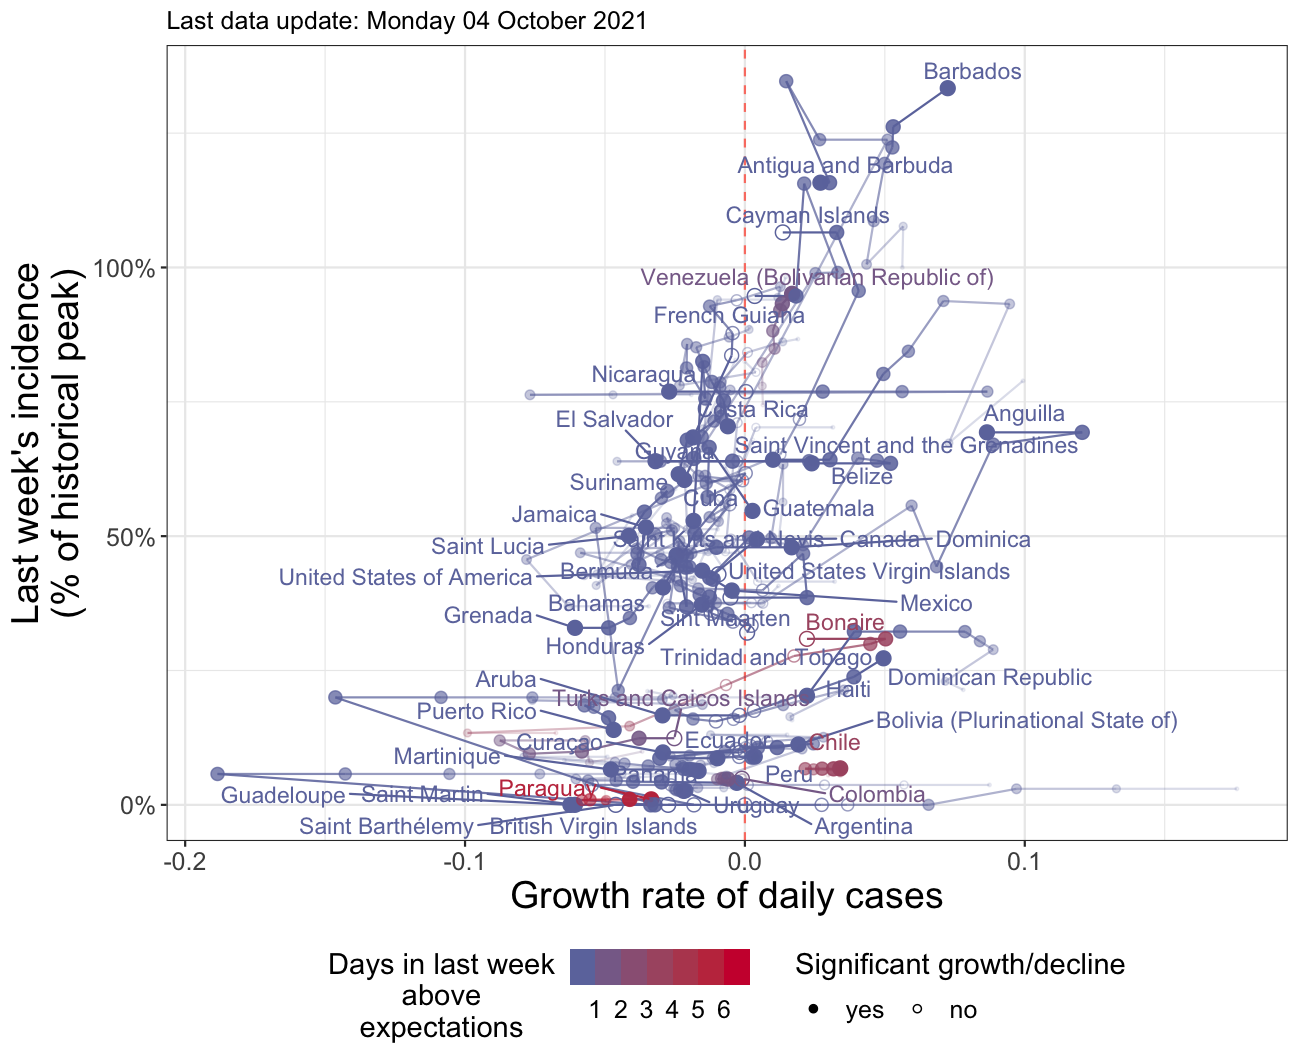 Last data update: Monday 04 October 2021
Last week's incidence
(% of historical peak)
100%
50%
0%
Barbados
Antigua and Barbuda
Cayman Islands
Venezuela (Bolivarian Republic of)
French Guiana
Nicaragua
Costa Rica
Anguilla
El Salvador
Guyana
Saint Vincent and the Grenadines
Suriname
Belize
Cuba
Guatemala
Jamaica
Saint Lucia
Saint Kitts and Nevis
Canada
Dominica
United States of America
Bermuda
United States Virgin Islands
Bahamas
Mexico
Grenada
Sint Maarten
Bonaire
Honduras
Trinidad and Tobago
Aruba
Dominican Republic
Haiti
Turks and Caicos Islands
Puerto Rico
Bolivia (Plurinational State of)
Curaçao
Ecuador
Chile
Martinique
Panama
Peru
Paraguay
Colombia
Guadeloupe
Saint Martin
Uruguay
Saint Barthélemy
British Virgin Islands
Argentina
-0.2
-0.1
0.0
0.1
Growth rate of daily cases
Days in last week
above
expectations
1 2 3 4 5 6
Significant growth/decline
yes
no